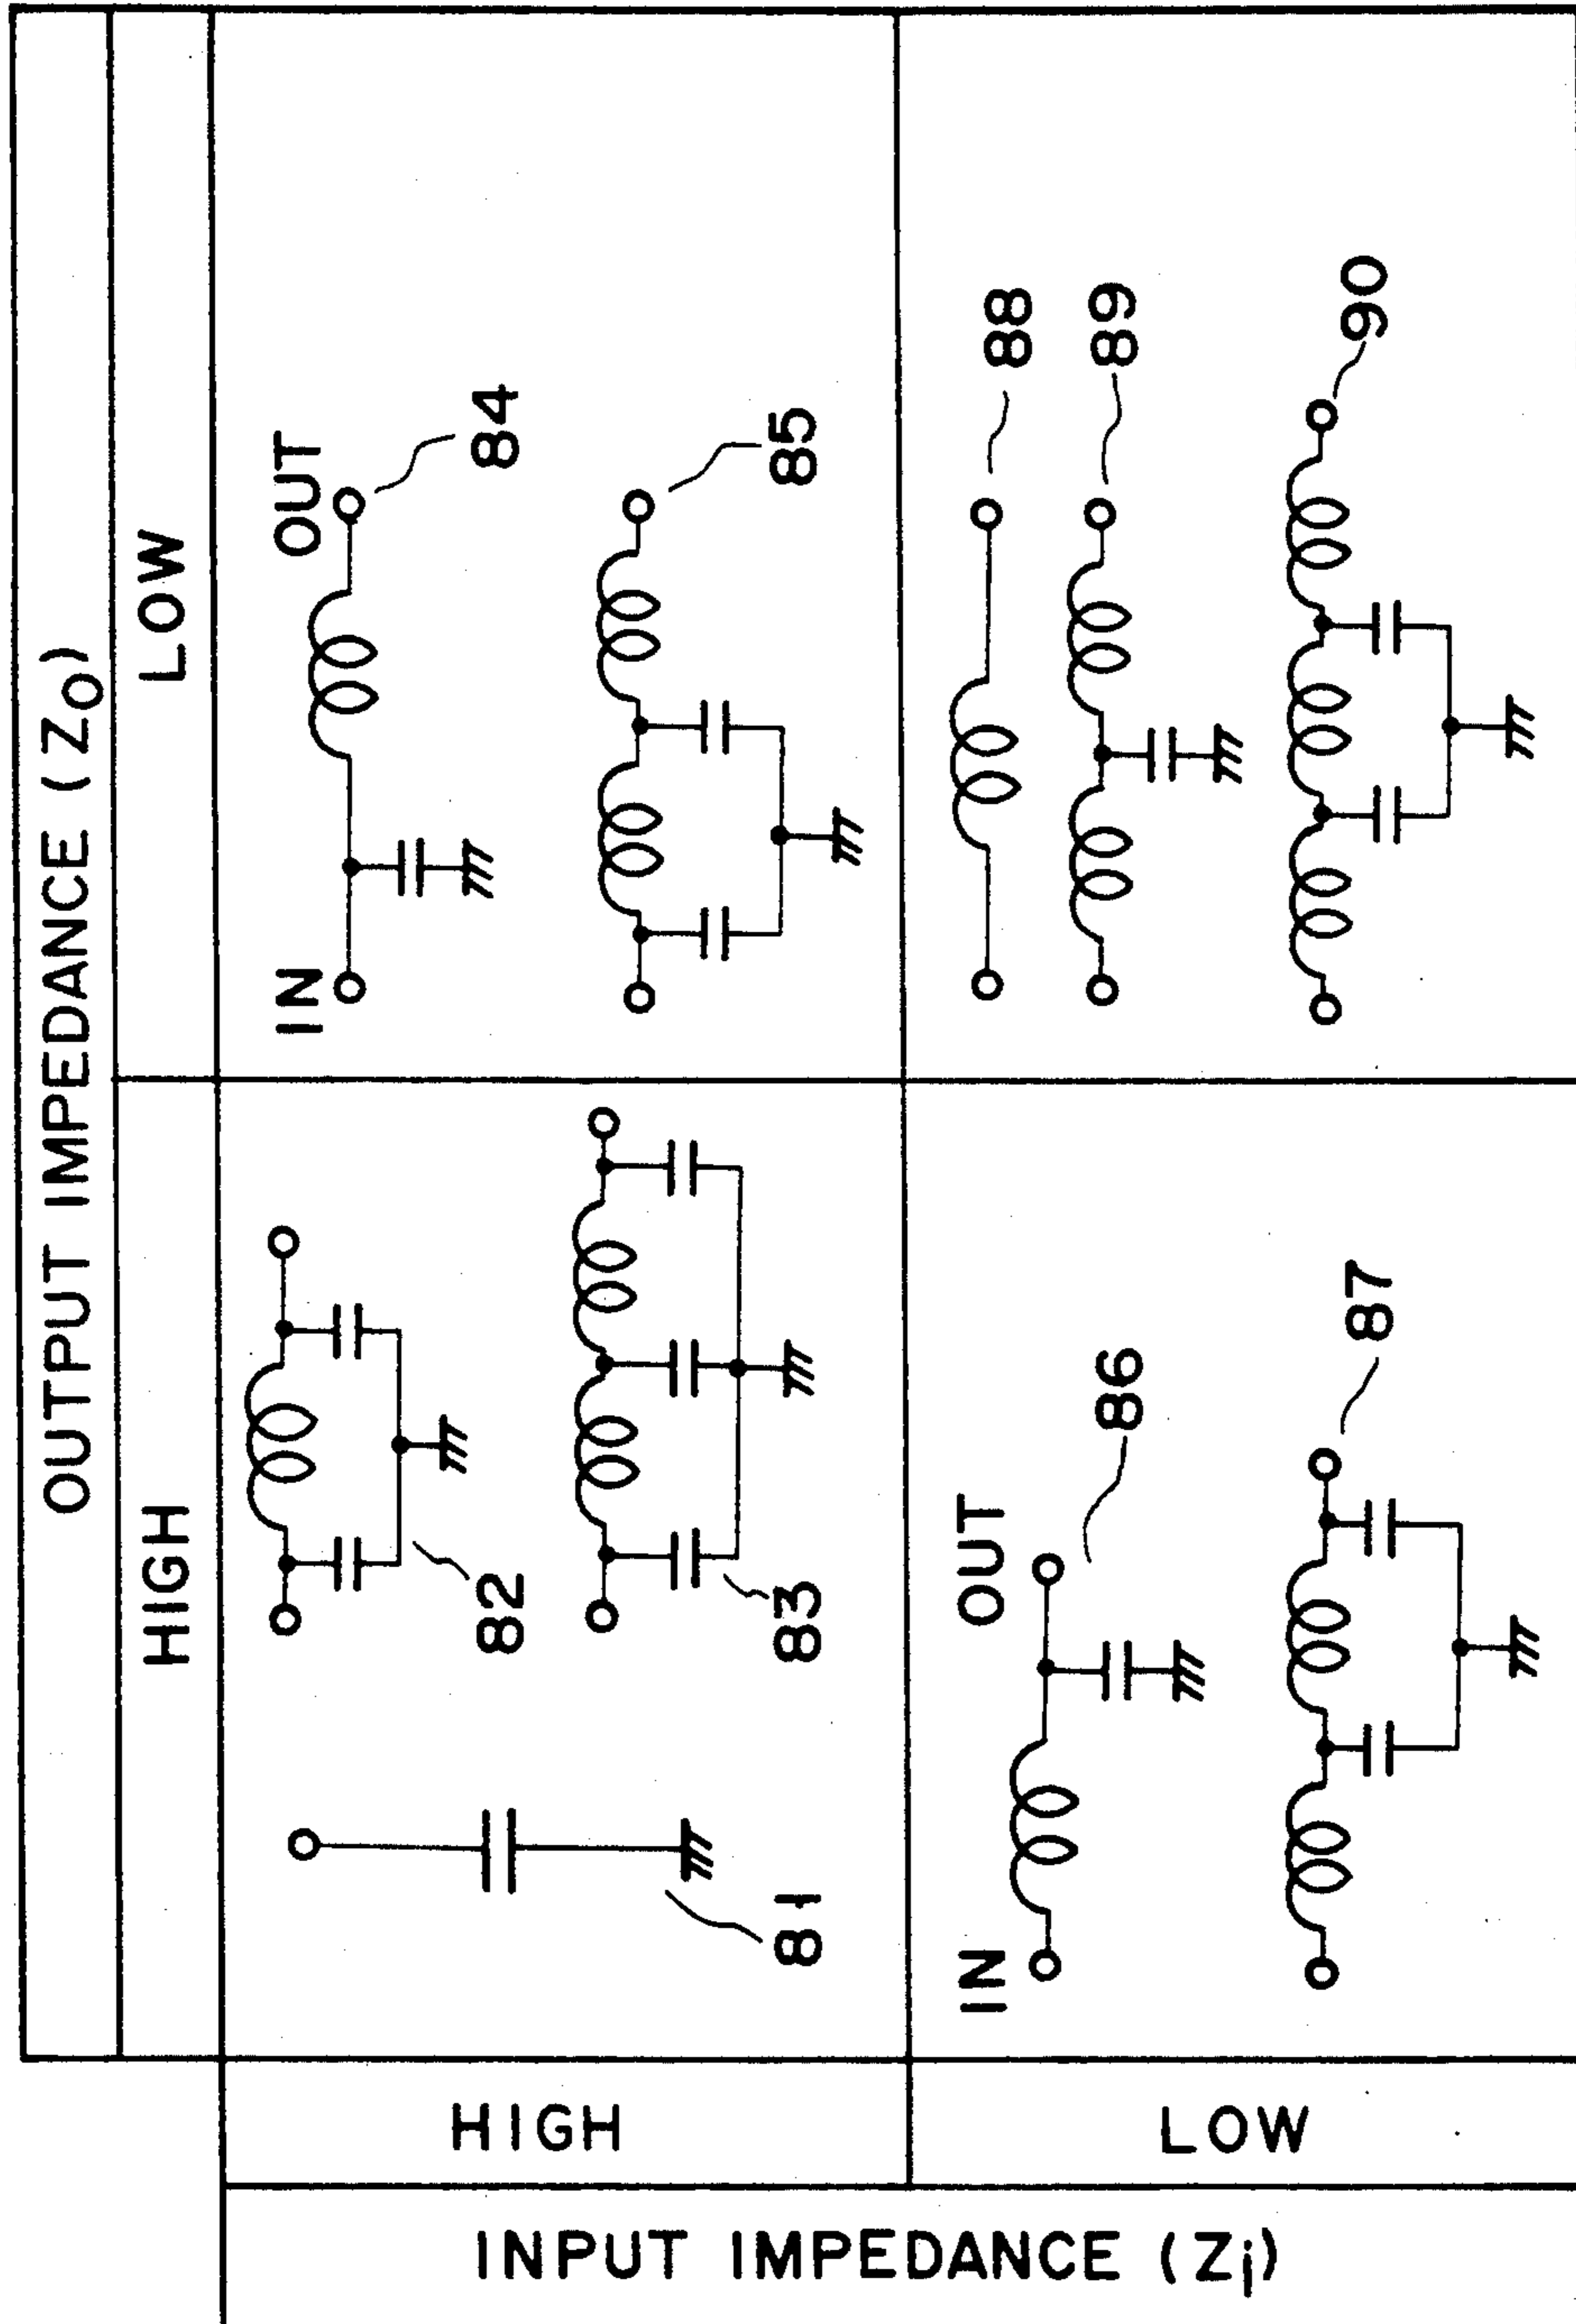 OUTPUT IMPEDANCE (Zo)
HIGH
LOW
INPUT IMPEDANCE (Zi)
HIGH
81
82
83
IN
OUT
84
85
LOW
IN
OUT
86
87
88
89
90